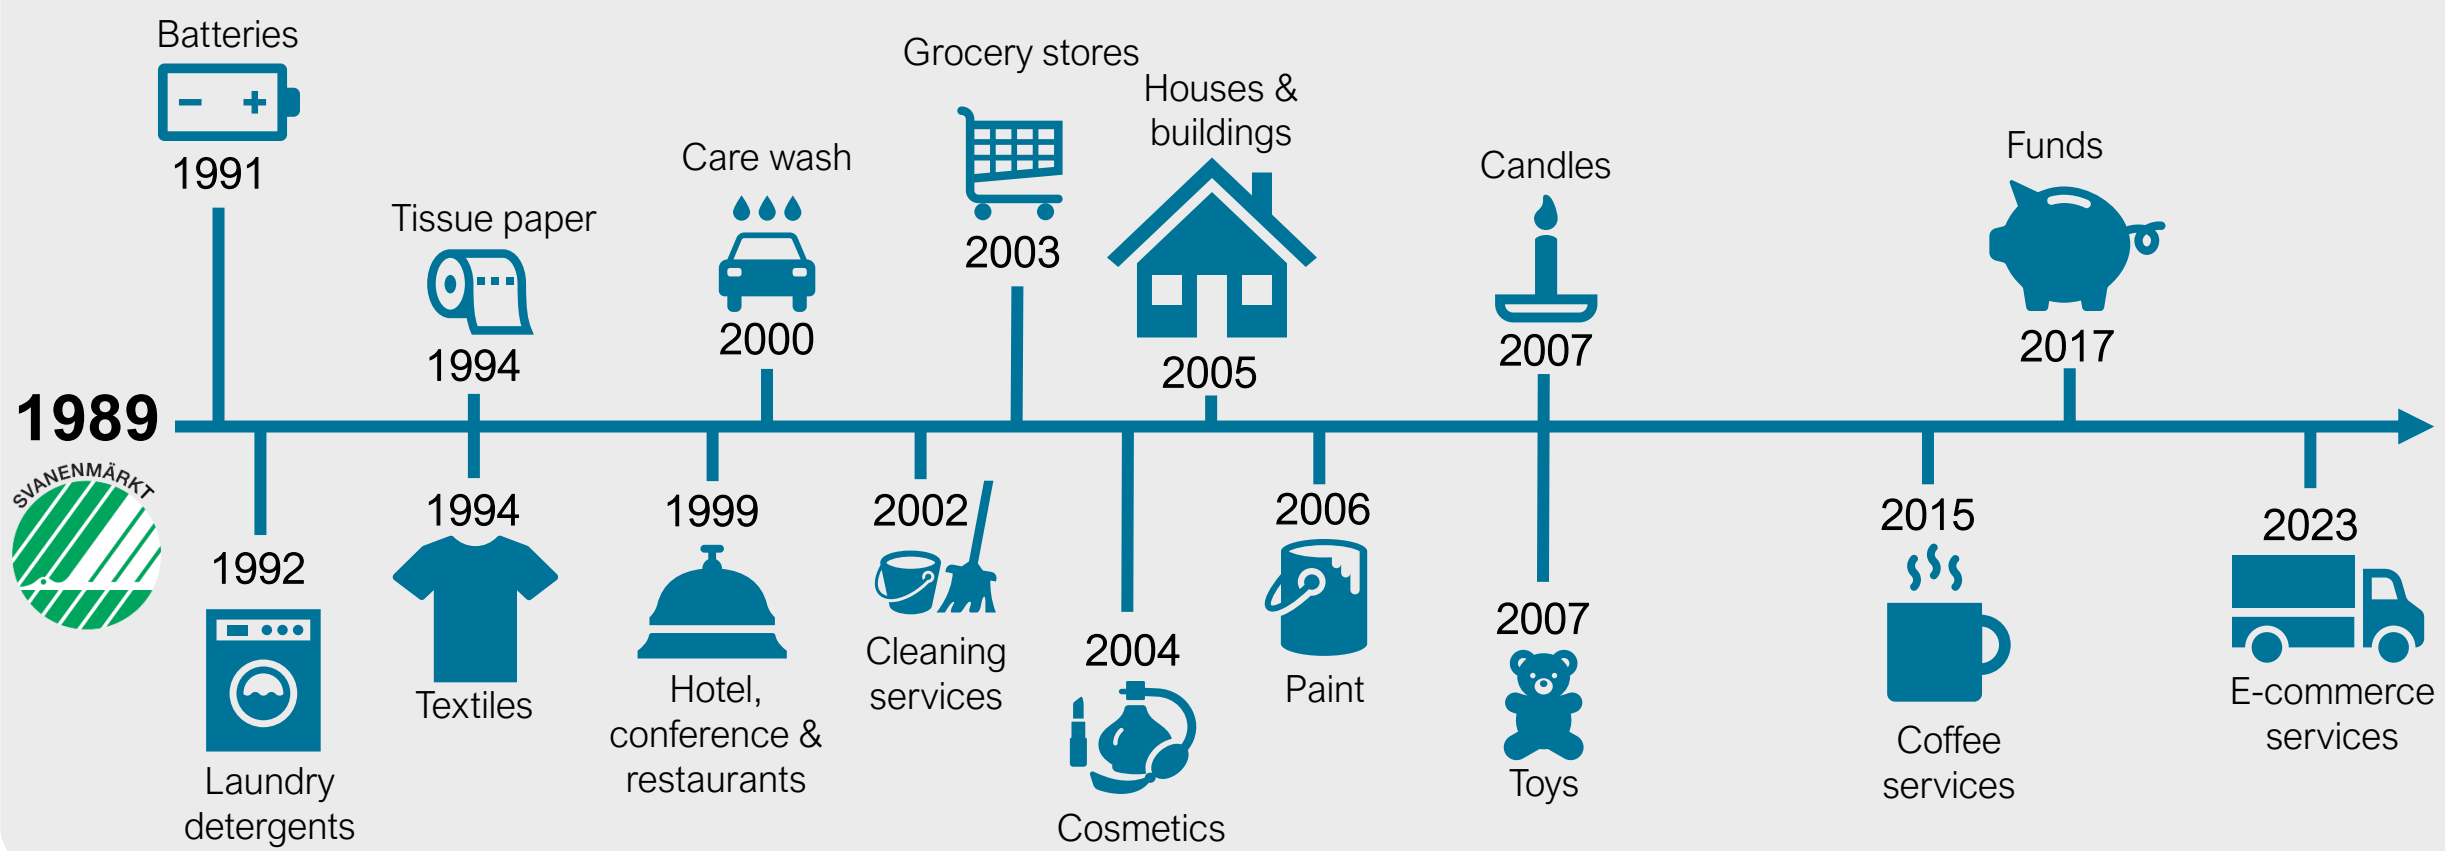 Batteries
1991
Tissue paper
1994
Care wash
2000
Grocery stores
2003
Houses &
buildings
2005
Candles
2007
Funds
2017
1989
SVANENMÄRKT
1992
Laundry
detergents
1994
Textiles
1999
Hotel,
conference &
restaurants
2002
Cleaning
services
2004
Cosmetics
2006
Paint
2007
Toys
2015
Coffee
services
2023
E-commerce
services